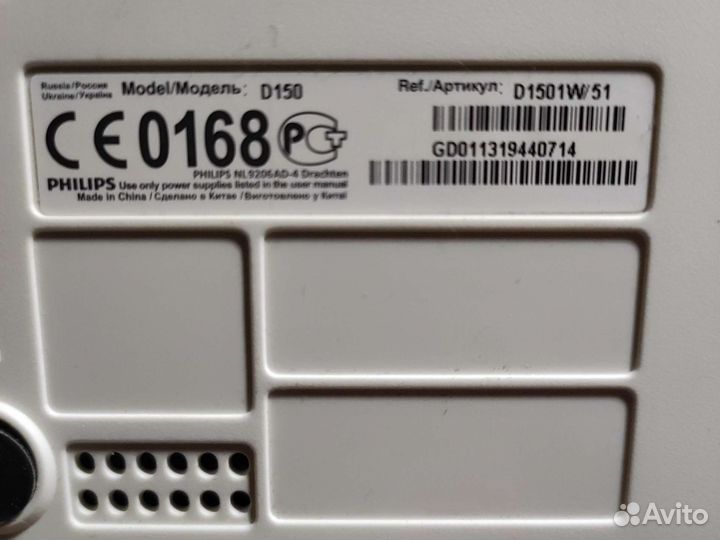 Russia/Россия
Ukraine/Україна
Model/Модель: D150
Ref./Артикул: D1501W/51
CE0168 PCT
GD011319440714
PHILIPS NL9206AD-4 Drachten
PHILIPS Use only power supplies listed in the user manual
Made in China / Сделано в Китае / Виготовлено у Китаї
Avito